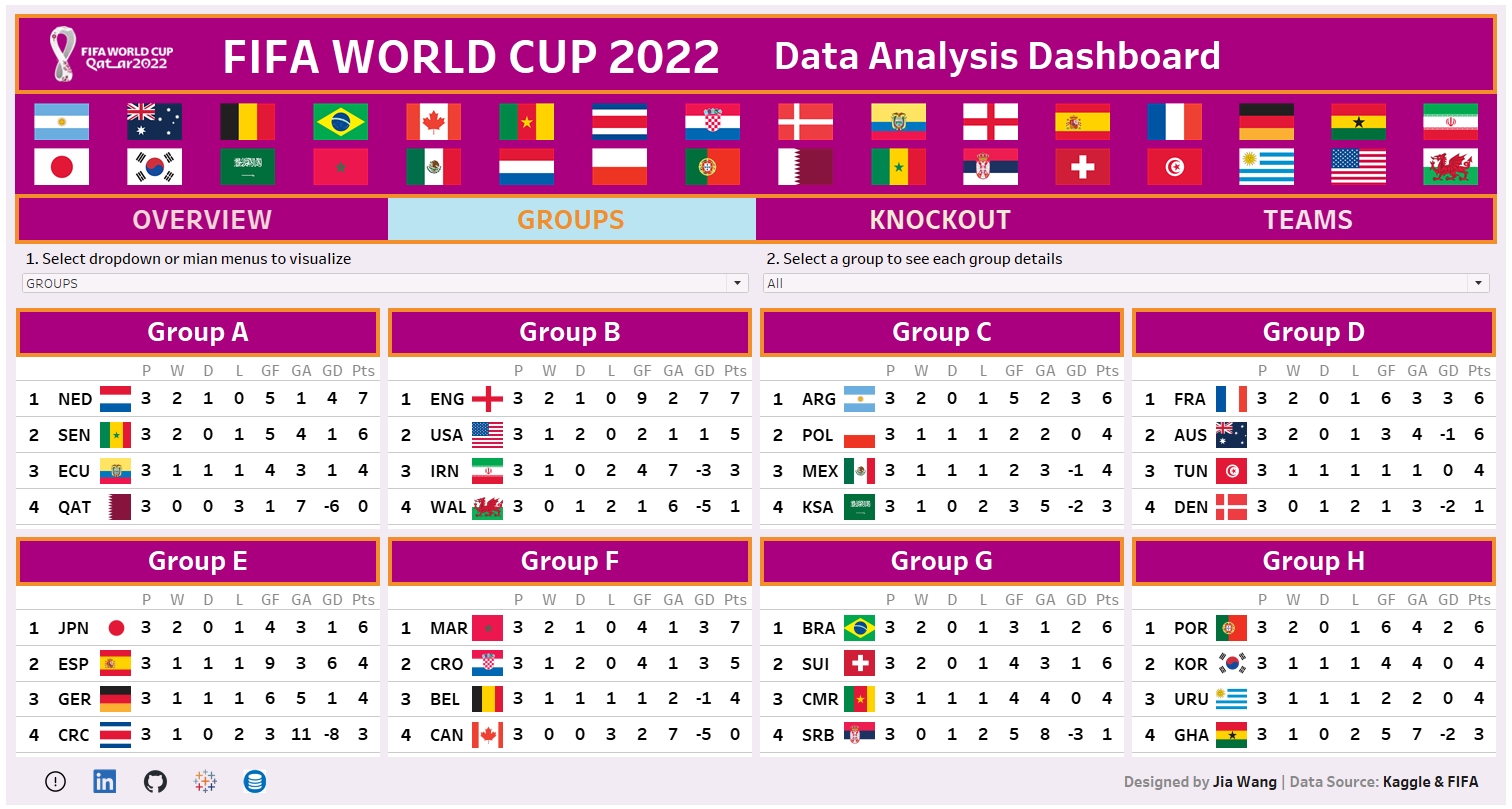 FIFA WORLD CUP
Qatar2022
FIFA WORLD CUP 2022
Data Analysis Dashboard
OVERVIEW
GROUPS
KNOCKOUT
TEAMS
1. Select dropdown or mian menus to visualize
2. Select a group to see each group details
GROUPS
All
Group A
P W D L GF GA GD Pts
1 NED 3 2 1 0 5 1 4 7
2 SEN 3 2 0 1 5 4 1 6
3 ECU 3 1 1 1 4 3 1 4
4 QAT 3 0 0 3 1 7 -6 0
Group B
P W D L GF GA GD Pts
1 ENG 3 2 1 0 9 2 7 7
2 USA 3 1 2 0 2 1 1 5
3 IRN 3 1 0 2 4 7 -3 3
4 WAL 3 0 1 2 1 6 -5 1
Group C
P W D L GF GA GD Pts
1 ARG 3 2 0 1 5 2 3 6
2 POL 3 1 1 1 2 2 0 4
3 MEX 3 1 1 1 2 3 -1 4
4 KSA 3 1 0 2 3 5 -2 3
Group D
P W D L GF GA GD Pts
1 FRA 3 2 0 1 6 3 3 6
2 AUS 3 2 0 1 3 4 -1 6
3 TUN 3 1 1 1 1 1 0 4
4 DEN 3 0 1 2 1 3 -2 1
Group E
P W D L GF GA GD Pts
1 JPN 3 2 0 1 4 3 1 6
2 ESP 3 1 1 1 9 3 6 4
3 GER 3 1 1 1 6 5 1 4
4 CRC 3 1 0 2 3 11 -8 3
Group F
P W D L GF GA GD Pts
1 MAR 3 2 1 0 4 1 3 7
2 CRO 3 1 2 0 4 1 3 5
3 BEL 3 1 1 1 1 2 -1 4
4 CAN 3 0 0 3 2 7 -5 0
Group G
P W D L GF GA GD Pts
1 BRA 3 2 0 1 3 1 2 6
2 SUI 3 2 0 1 4 3 1 6
3 CMR 3 1 1 1 4 4 0 4
4 SRB 3 0 1 2 5 8 -3 1
Group H
P W D L GF GA GD Pts
1 POR 3 2 0 1 6 4 2 6
2 KOR 3 1 1 1 4 4 0 4
3 URU 3 1 1 1 2 2 0 4
4 GHA 3 1 0 2 5 7 -2 3
in
Designed by Jia Wang | Data Source: Kaggle & FIFA